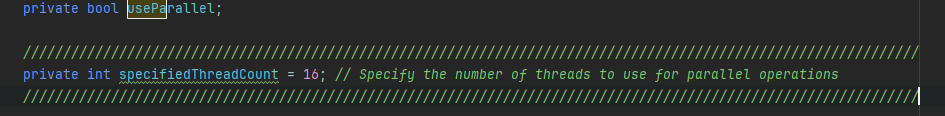 private bool useParallel;
////////////////////////////////////////////////////////////////////////////////////////////////////////////////
private int specifiedThreadCount = 16; // Specify the number of threads to use for parallel operations
////////////////////////////////////////////////////////////////////////////////////////////////////////////////